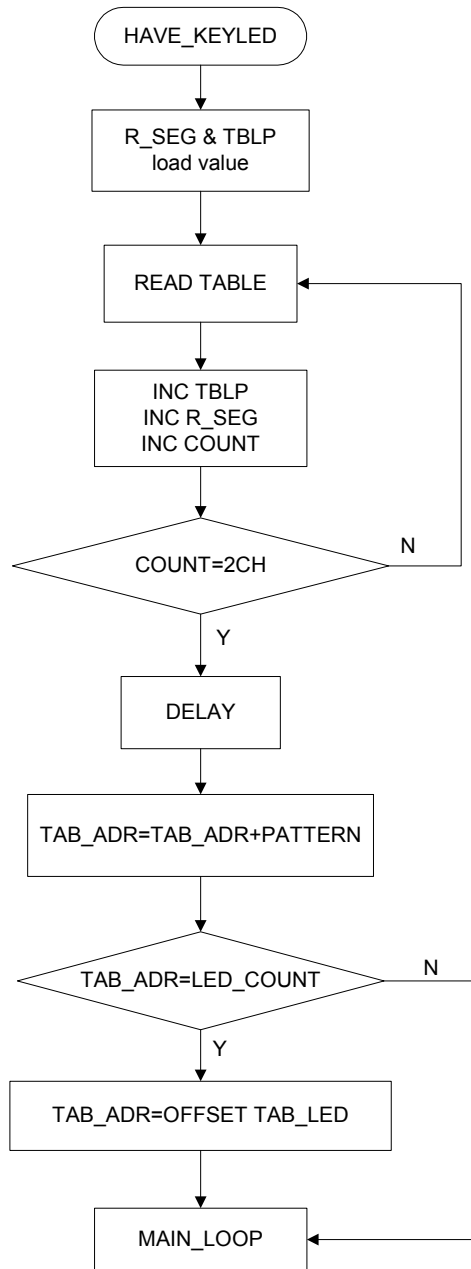 HAVE_KEYLED
R_SEG & TBLP
load value
READ TABLE
INC TBLP
INC R_SEG
INC COUNT
COUNT=2CH
N
Y
DELAY
TAB_ADR=TAB_ADR+PATTERN
TAB_ADR=LED_COUNT
N
Y
TAB_ADR=OFFSET TAB_LED
MAIN_LOOP